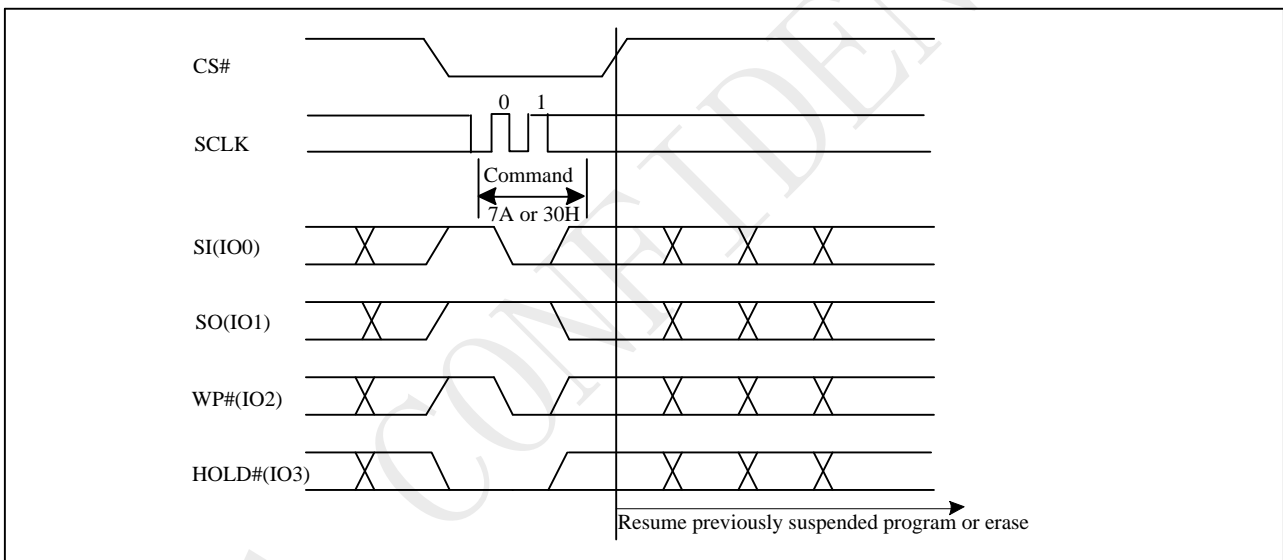 CS#
0 1
SCLK
Command
7A or 30H
SI(IO0)
SO(IO1)
WP#(IO2)
HOLD#(IO3)
Resume previously suspended program or erase
CONFIDEN